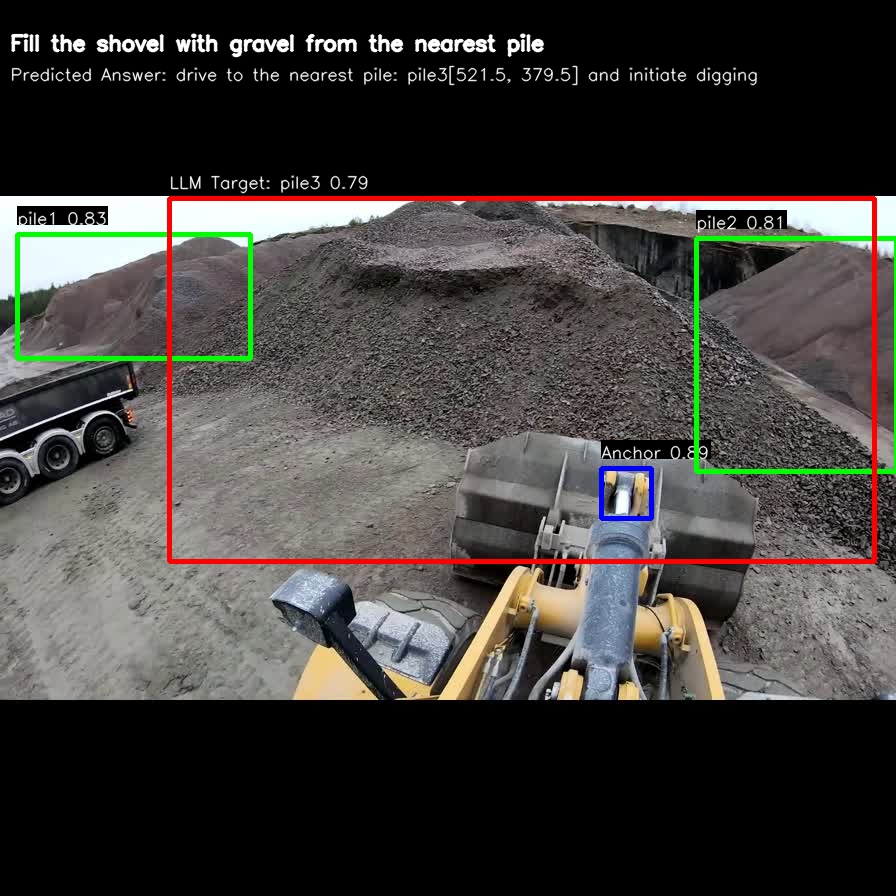 Fill the shovel with gravel from the nearest pile
Predicted Answer: drive to the nearest pile: pile3[521.5, 379.5] and initiate digging
LLM Target: pile3 0.79
pile1 0.83
pile2 0.81
Anchor 0.89